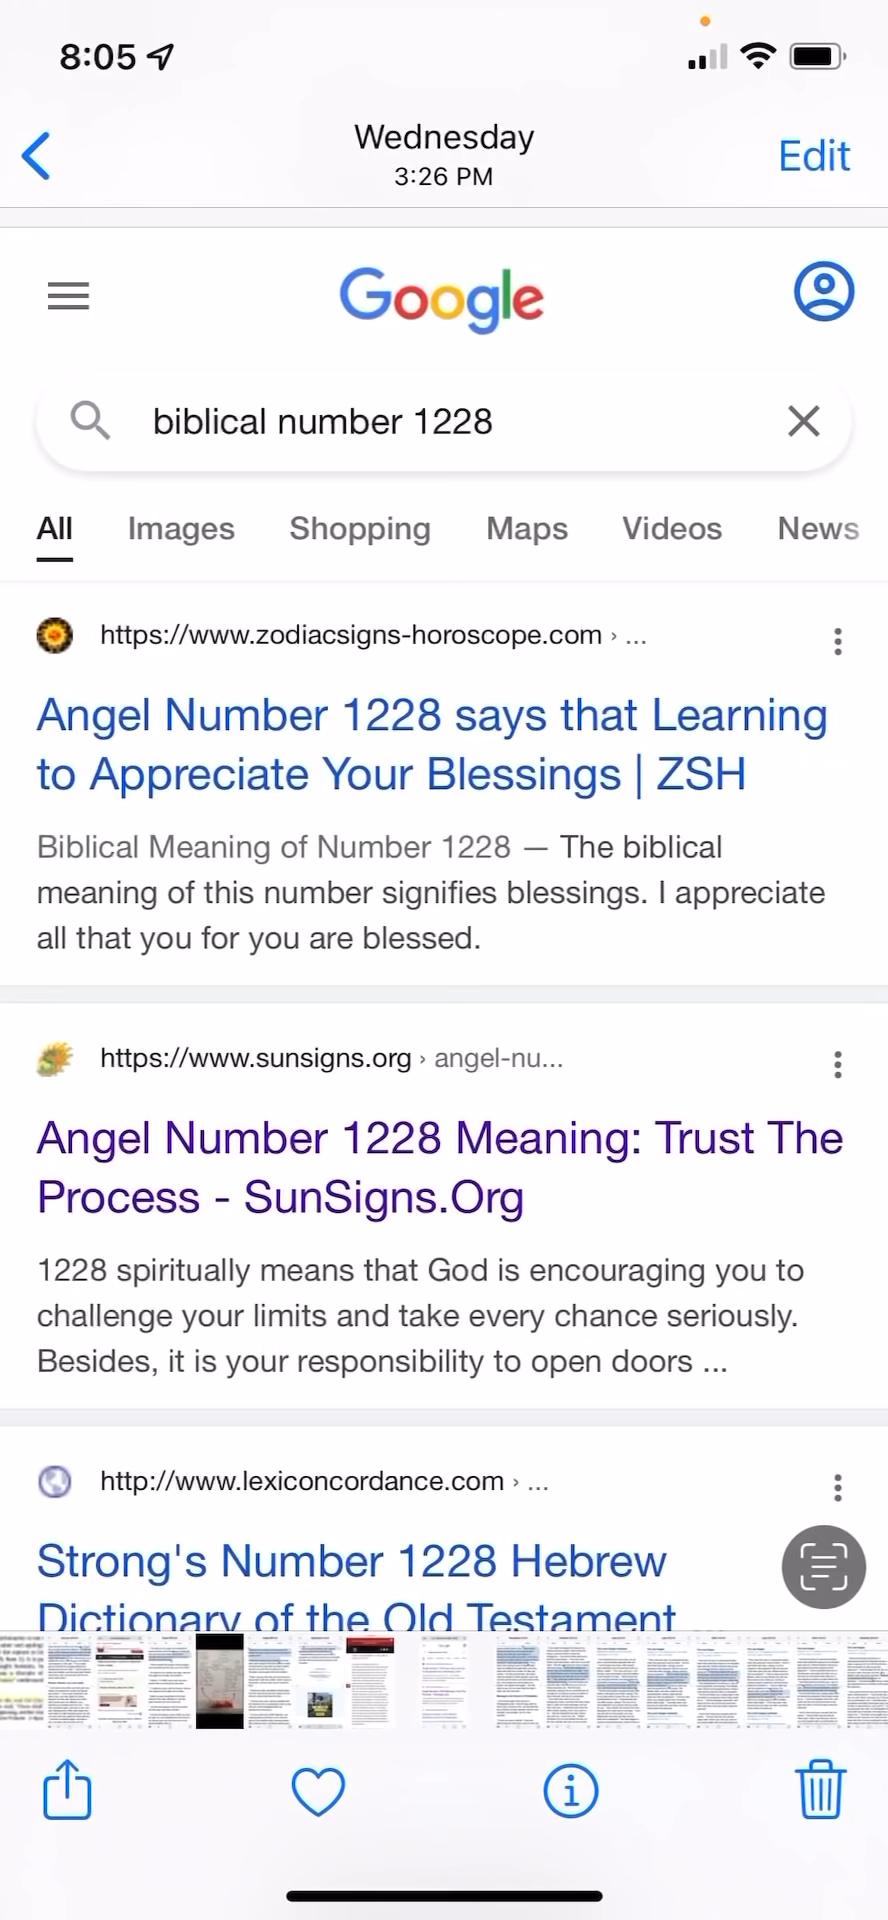 8:05
Wednesday
3:26 PM
Edit
Google
biblical number 1228
All Images Shopping Maps Videos News
https://www.zodiacsigns-horoscope.com › ...
Angel Number 1228 says that Learning
to Appreciate Your Blessings | ZSH
Biblical Meaning of Number 1228 — The biblical
meaning of this number signifies blessings. I appreciate
all that you for you are blessed.
https://www.sunsigns.org › angel-nu...
Angel Number 1228 Meaning: Trust The
Process - SunSigns.Org
1228 spiritually means that God is encouraging you to
challenge your limits and take every chance seriously.
Besides, it is your responsibility to open doors ...
http://www.lexiconcordance.com › ...
Strong's Number 1228 Hebrew
Dictionary of the Old Testament